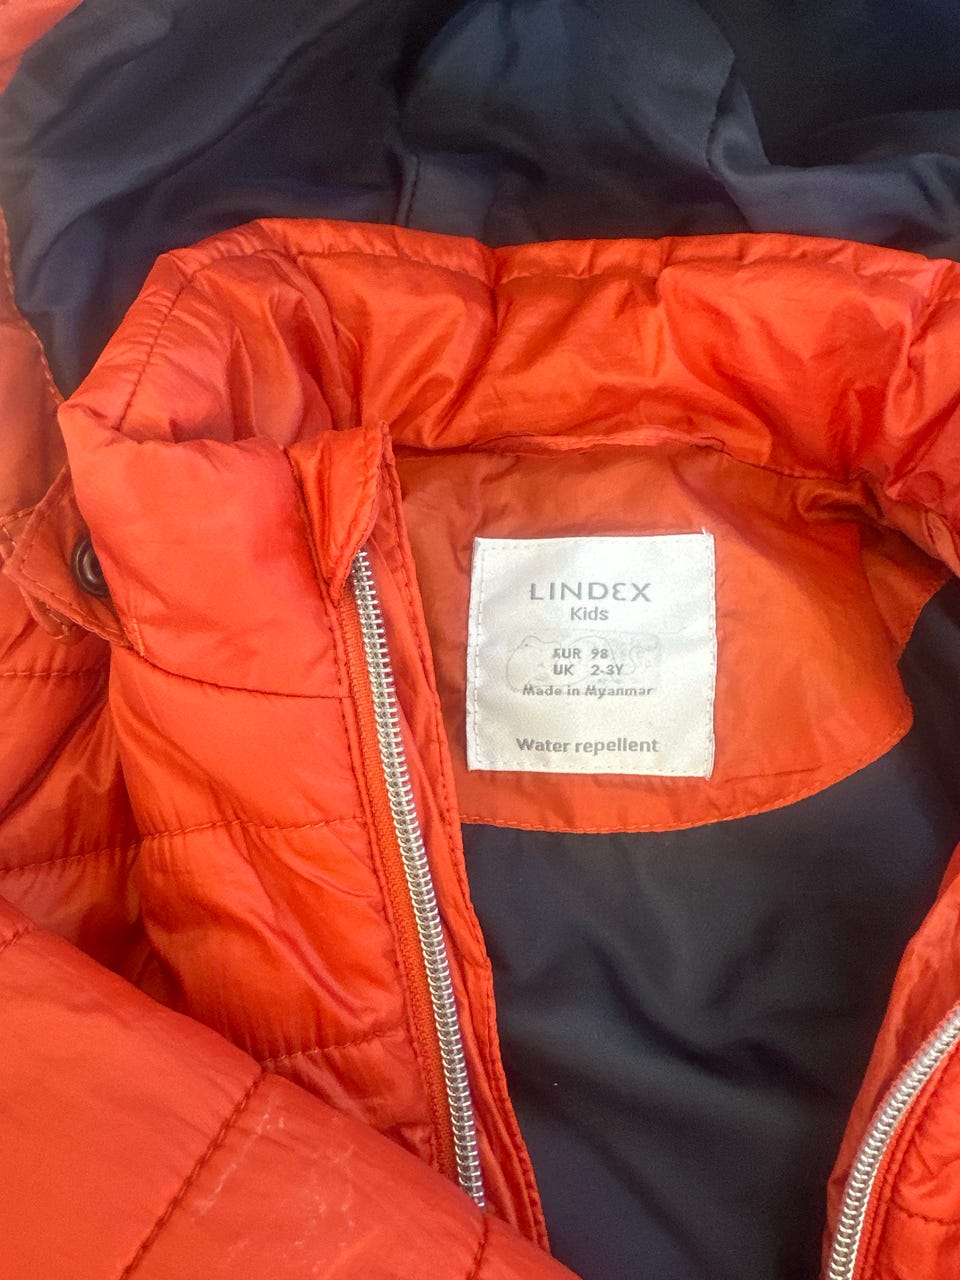 LINDEX
Kids
EUR 98
UK 2-3Y
Made in Myanmar
Water repellent